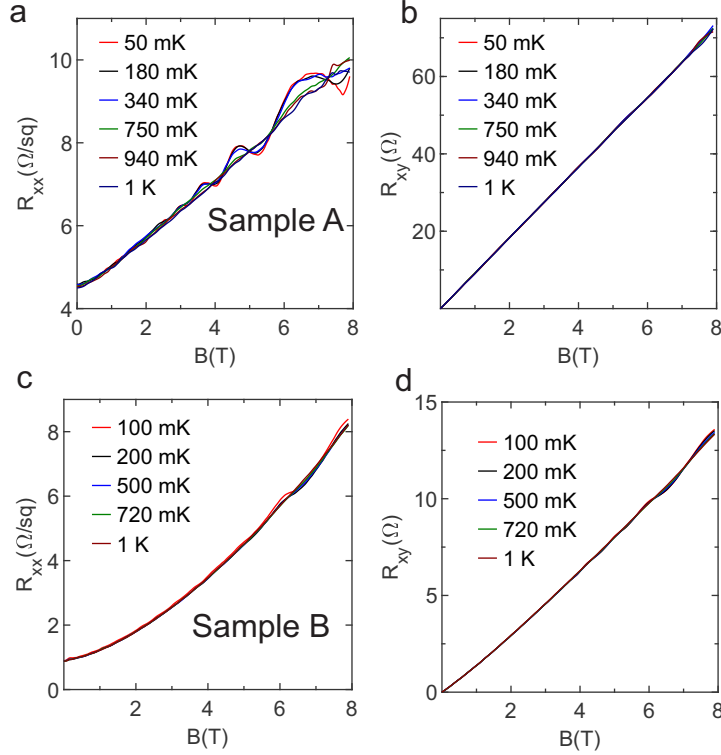 a
R_xx(Ω/sq)
10
8
6
4
50 mK
180 mK
340 mK
750 mK
940 mK
1 K
Sample A
0 2 4 6 8
B(T)
b
R_xy(Ω)
60
40
20
50 mK
180 mK
340 mK
750 mK
940 mK
1 K
2 4 6 8
B(T)
c
R_xx(Ω/sq)
8
6
4
2
0
100 mK
200 mK
500 mK
720 mK
1 K
Sample B
2 4 6 8
B(T)
d
R_xy(Ω)
15
10
5
0
100 mK
200 mK
500 mK
720 mK
1 K
2 4 6 8
B(T)